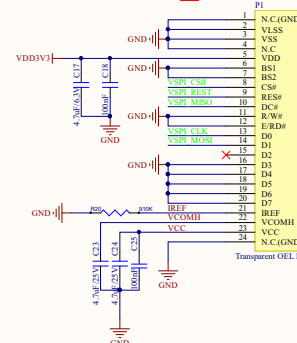 P1
1 N.C.(GND
2 VLSS
GND 3 VSS
4 N.C
VDD3V3 5 VDD
GND 6 BS1
7 BS2
VSPI_CS0 8 CS#
VSPI_REST 9 RES#
VSPI_MISO 10 DC#
GND 11 R/W#
12 E/RD#
VSPI_CLK 13 D0
VSPI_MOSI 14 D1
15 D2
GND 16 D3
17 D4
18 D5
19 D6
20 D7
GND R20 910K IREF 21 IREF
VCOMH 22 VCOMH
VCC 23 VCC
24 N.C.(GND
Transparent OEL
C17
4.7uF/6.3V
C18
100nF
GND
C23
4.7uF/25V
C24
4.7uF/25V
C25
100nF
GND
GND